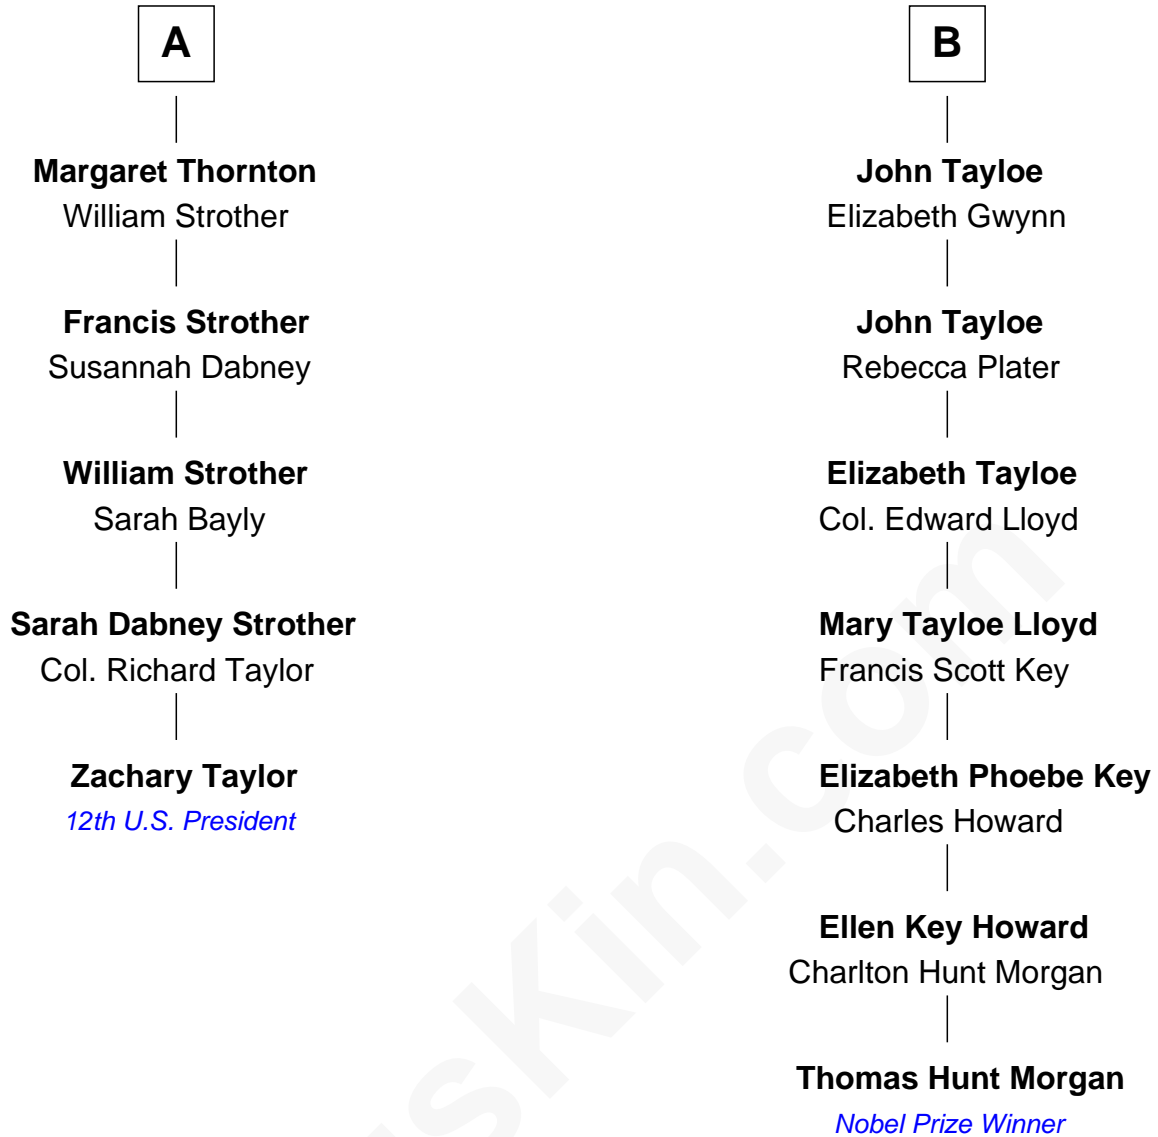 A
Margaret Thornton
William Strother
Francis Strother
Susannah Dabney
William Strother
Sarah Bayly
Sarah Dabney Strother
Col. Richard Taylor
Zachary Taylor
12th U.S. President
B
John Tayloe
Elizabeth Gwynn
John Tayloe
Rebecca Plater
Elizabeth Tayloe
Col. Edward Lloyd
Mary Tayloe Lloyd
Francis Scott Key
Elizabeth Phoebe Key
Charles Howard
Ellen Key Howard
Charlton Hunt Morgan
Thomas Hunt Morgan
Nobel Prize Winner